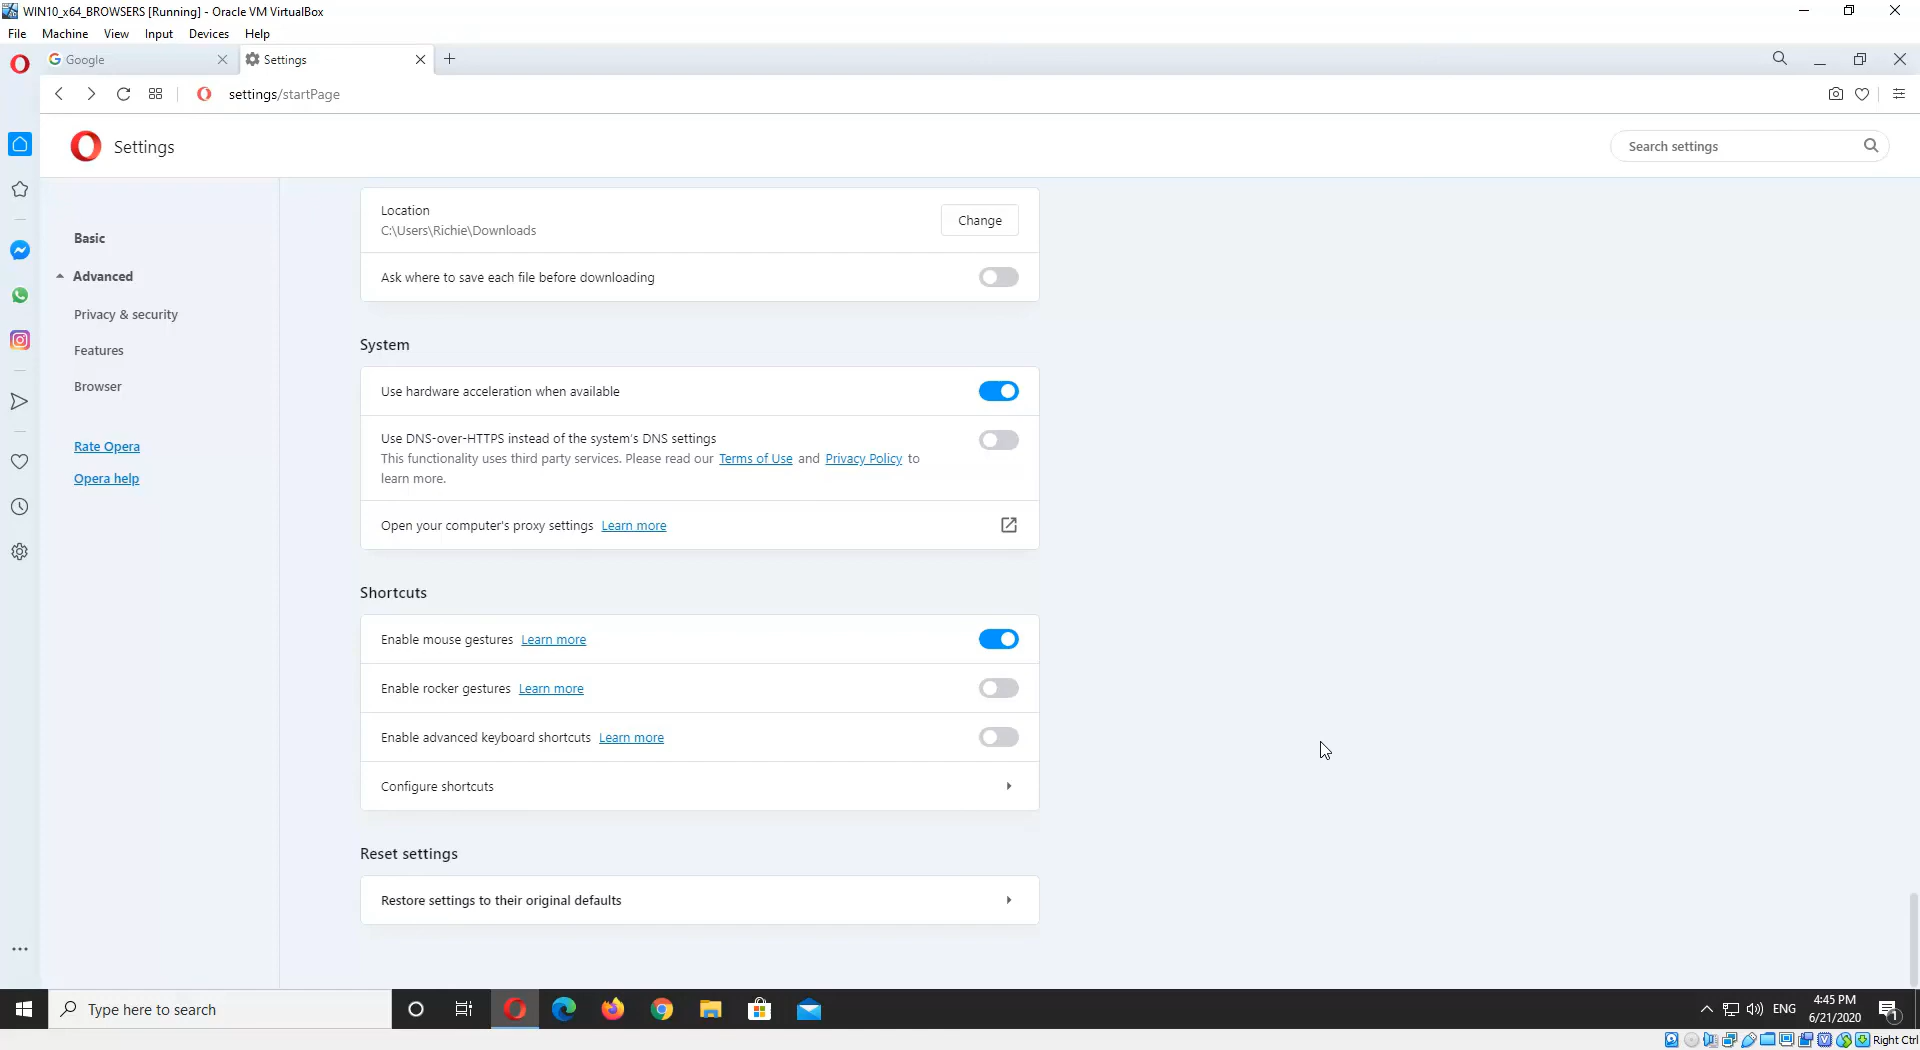 WIN10_x64_BROWSERS [Running] - Oracle VM VirtualBox
File Machine View Input Devices Help
Google Settings
settings/startPage
Settings Search settings
Location
C:\Users\Richie\Downloads
Change
Basic
Ask where to save each file before downloading
Advanced
Privacy & security
System
Features
Browser
Use hardware acceleration when available
Use DNS-over-HTTPS instead of the system's DNS settings
This functionality uses third party services. Please read our Terms of Use and Privacy Policy to
learn more.
Rate Opera
Opera help
Open your computer's proxy settings Learn more
Shortcuts
Enable mouse gestures Learn more
Enable rocker gestures Learn more
Enable advanced keyboard shortcuts Learn more
Configure shortcuts
Reset settings
Restore settings to their original defaults
Type here to search
ENG
4:45 PM
6/21/2020
1
Right Ctrl